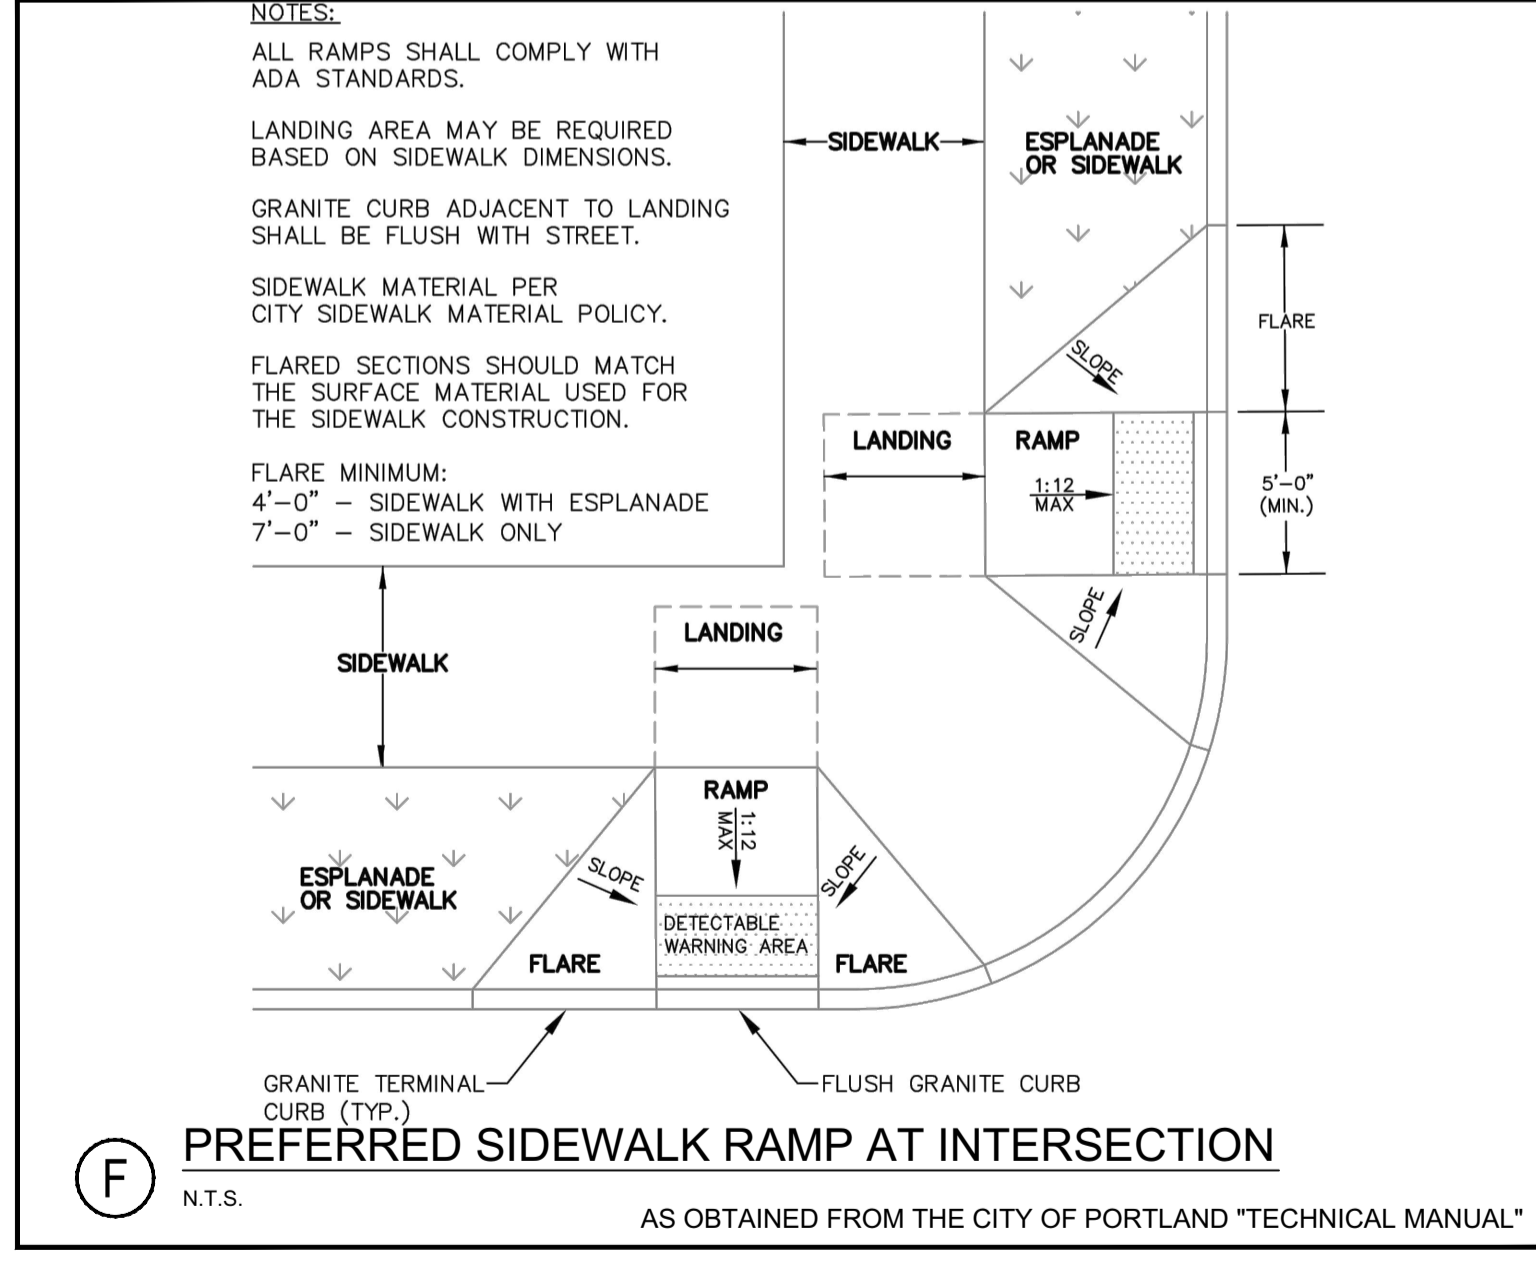 NOTES:
ALL RAMPS SHALL COMPLY WITH
ADA STANDARDS.
LANDING AREA MAY BE REQUIRED
BASED ON SIDEWALK DIMENSIONS.
GRANITE CURB ADJACENT TO LANDING
SHALL BE FLUSH WITH STREET.
SIDEWALK MATERIAL PER
CITY SIDEWALK MATERIAL POLICY.
FLARED SECTIONS SHOULD MATCH
THE SURFACE MATERIAL USED FOR
THE SIDEWALK CONSTRUCTION.
FLARE MINIMUM:
4'-0" – SIDEWALK WITH ESPLANADE
7'-0" – SIDEWALK ONLY
SIDEWALK
ESPLANADE
OR SIDEWALK
FLARE
SLOPE
LANDING
RAMP
1:12
MAX
5'-0"
(MIN.)
SLOPE
LANDING
SIDEWALK
RAMP
1:12
MAX
SLOPE
SLOPE
ESPLANADE
OR SIDEWALK
DETECTABLE
WARNING AREA
FLARE
FLARE
GRANITE TERMINAL
CURB (TYP.)
FLUSH GRANITE CURB
F
PREFERRED SIDEWALK RAMP AT INTERSECTION
N.T.S.
AS OBTAINED FROM THE CITY OF PORTLAND "TECHNICAL MANUAL"